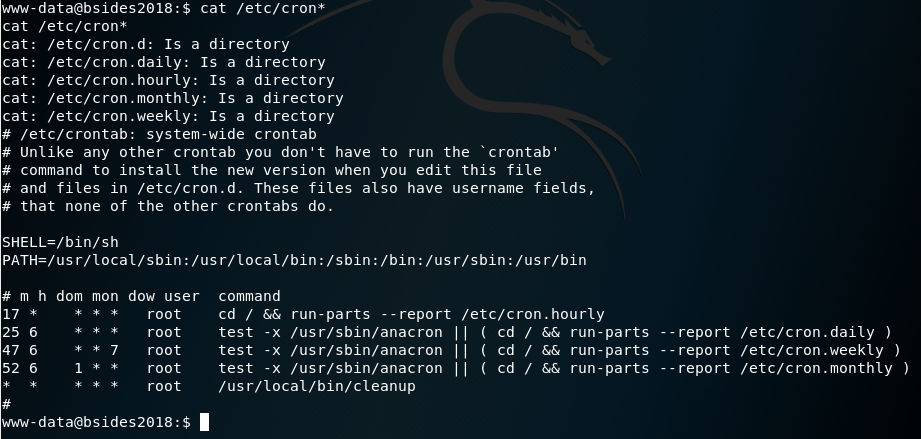 www-data@bsides2018:$ cat /etc/cron*
cat /etc/cron*
cat: /etc/cron.d: Is a directory
cat: /etc/cron.daily: Is a directory
cat: /etc/cron.hourly: Is a directory
cat: /etc/cron.monthly: Is a directory
cat: /etc/cron.weekly: Is a directory
# /etc/crontab: system-wide crontab
# Unlike any other crontab you don't have to run the `crontab'
# command to install the new version when you edit this file
# and files in /etc/cron.d. These files also have username fields,
# that none of the other crontabs do.

SHELL=/bin/sh
PATH=/usr/local/sbin:/usr/local/bin:/sbin:/bin:/usr/sbin:/usr/bin

# m h dom mon dow user  command
17 *    * * *   root    cd / && run-parts --report /etc/cron.hourly
25 6    * * *   root    test -x /usr/sbin/anacron || ( cd / && run-parts --report /etc/cron.daily )
47 6    * * 7   root    test -x /usr/sbin/anacron || ( cd / && run-parts --report /etc/cron.weekly )
52 6    1 * *   root    test -x /usr/sbin/anacron || ( cd / && run-parts --report /etc/cron.monthly )
*  *    * * *   root    /usr/local/bin/cleanup
#
www-data@bsides2018:$